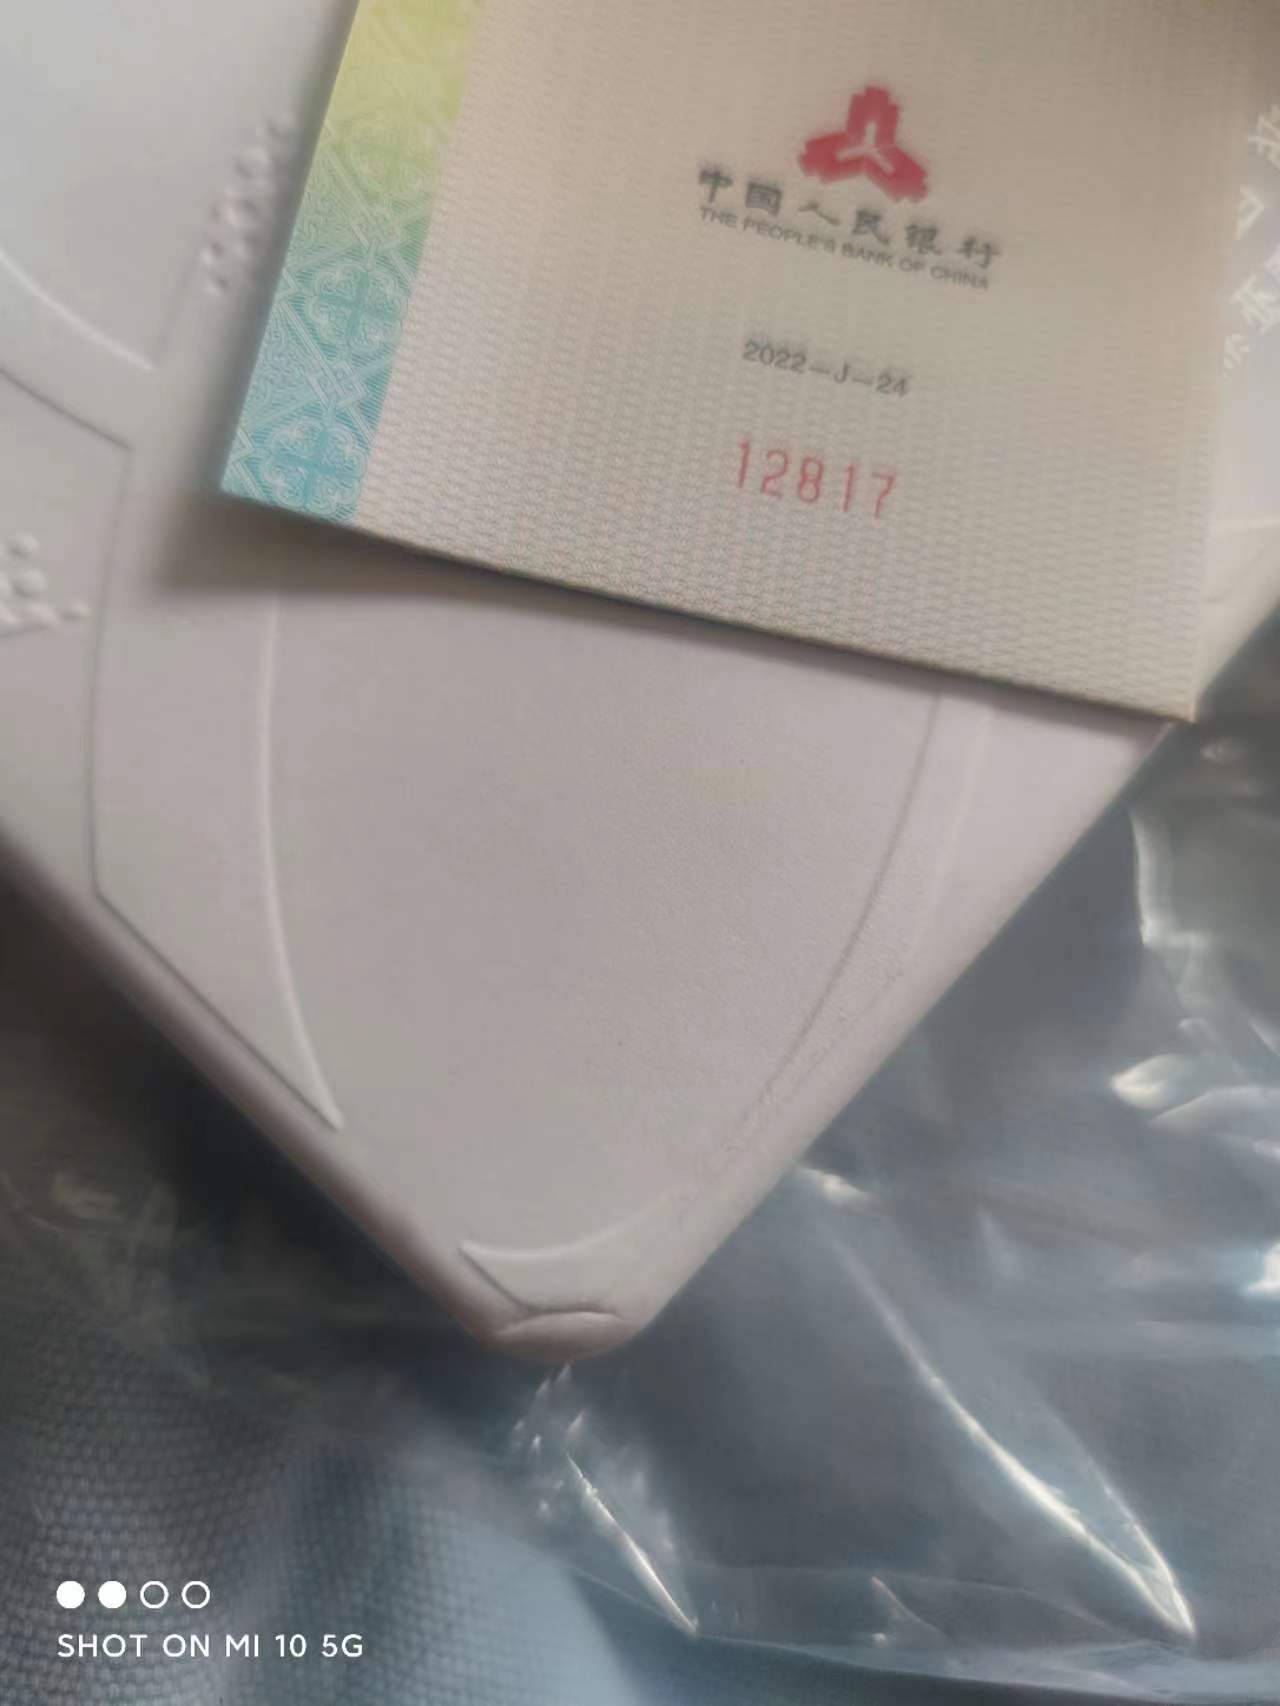 中国人民银行
THE PEOPLE'S BANK OF CHINA
2022-J-24
12817
SHOT ON MI 10 5G